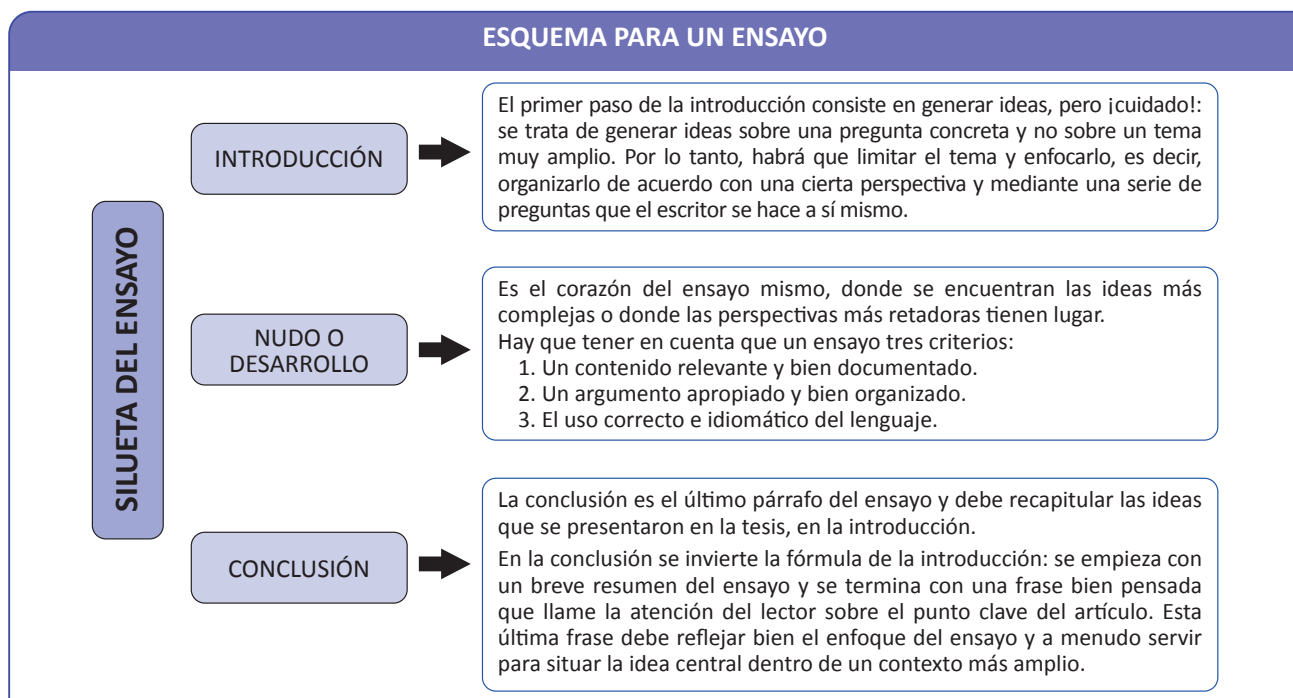 ESQUEMA PARA UN ENSAYO
SILUETA DEL ENSAYO
INTRODUCCIÓN
El primer paso de la introducción consiste en generar ideas, pero ¡cuidado!:
se trata de generar ideas sobre una pregunta concreta y no sobre un tema
muy amplio. Por lo tanto, habrá que limitar el tema y enfocarlo, es decir,
organizarlo de acuerdo con una cierta perspectiva y mediante una serie de
preguntas que el escritor se hace a sí mismo.
NUDO O
DESARROLLO
Es el corazón del ensayo mismo, donde se encuentran las ideas más
complejas o donde las perspectivas más retadoras tienen lugar.
Hay que tener en cuenta que un ensayo tres criterios:
1. Un contenido relevante y bien documentado.
2. Un argumento apropiado y bien organizado.
3. El uso correcto e idiomático del lenguaje.
CONCLUSIÓN
La conclusión es el último párrafo del ensayo y debe recapitular las ideas
que se presentaron en la tesis, en la introducción.
En la conclusión se invierte la fórmula de la introducción: se empieza con
un breve resumen del ensayo y se termina con una frase bien pensada
que llame la atención del lector sobre el punto clave del artículo. Esta
última frase debe reflejar bien el enfoque del ensayo y a menudo servir
para situar la idea central dentro de un contexto más amplio.